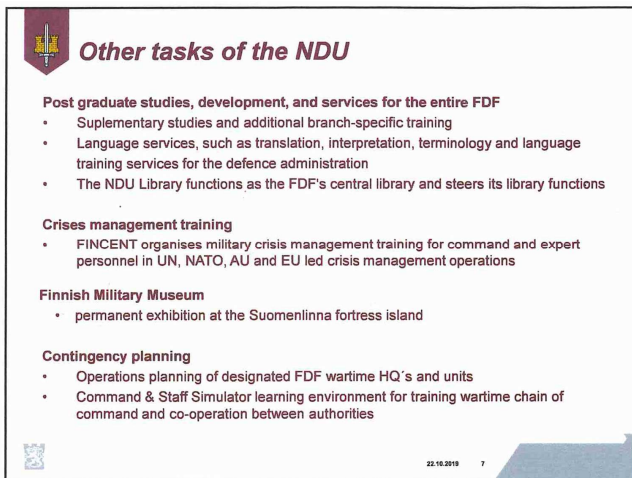 Other tasks of the NDU
Post graduate studies, development, and services for the entire FDF
• Suplementary studies and additional branch-specific training
• Language services, such as translation, interpretation, terminology and language
training services for the defence administration
• The NDU Library functions as the FDF's central library and steers its library functions
Crises management training
• FINCENT organises military crisis management training for command and expert
personnel in UN, NATO, AU and EU led crisis management operations
Finnish Military Museum
• permanent exhibition at the Suomenlinna fortress island
Contingency planning
• Operations planning of designated FDF wartime HQ´s and units
• Command & Staff Simulator learning environment for training wartime chain of
command and co-operation between authorities
22.10.2019 7